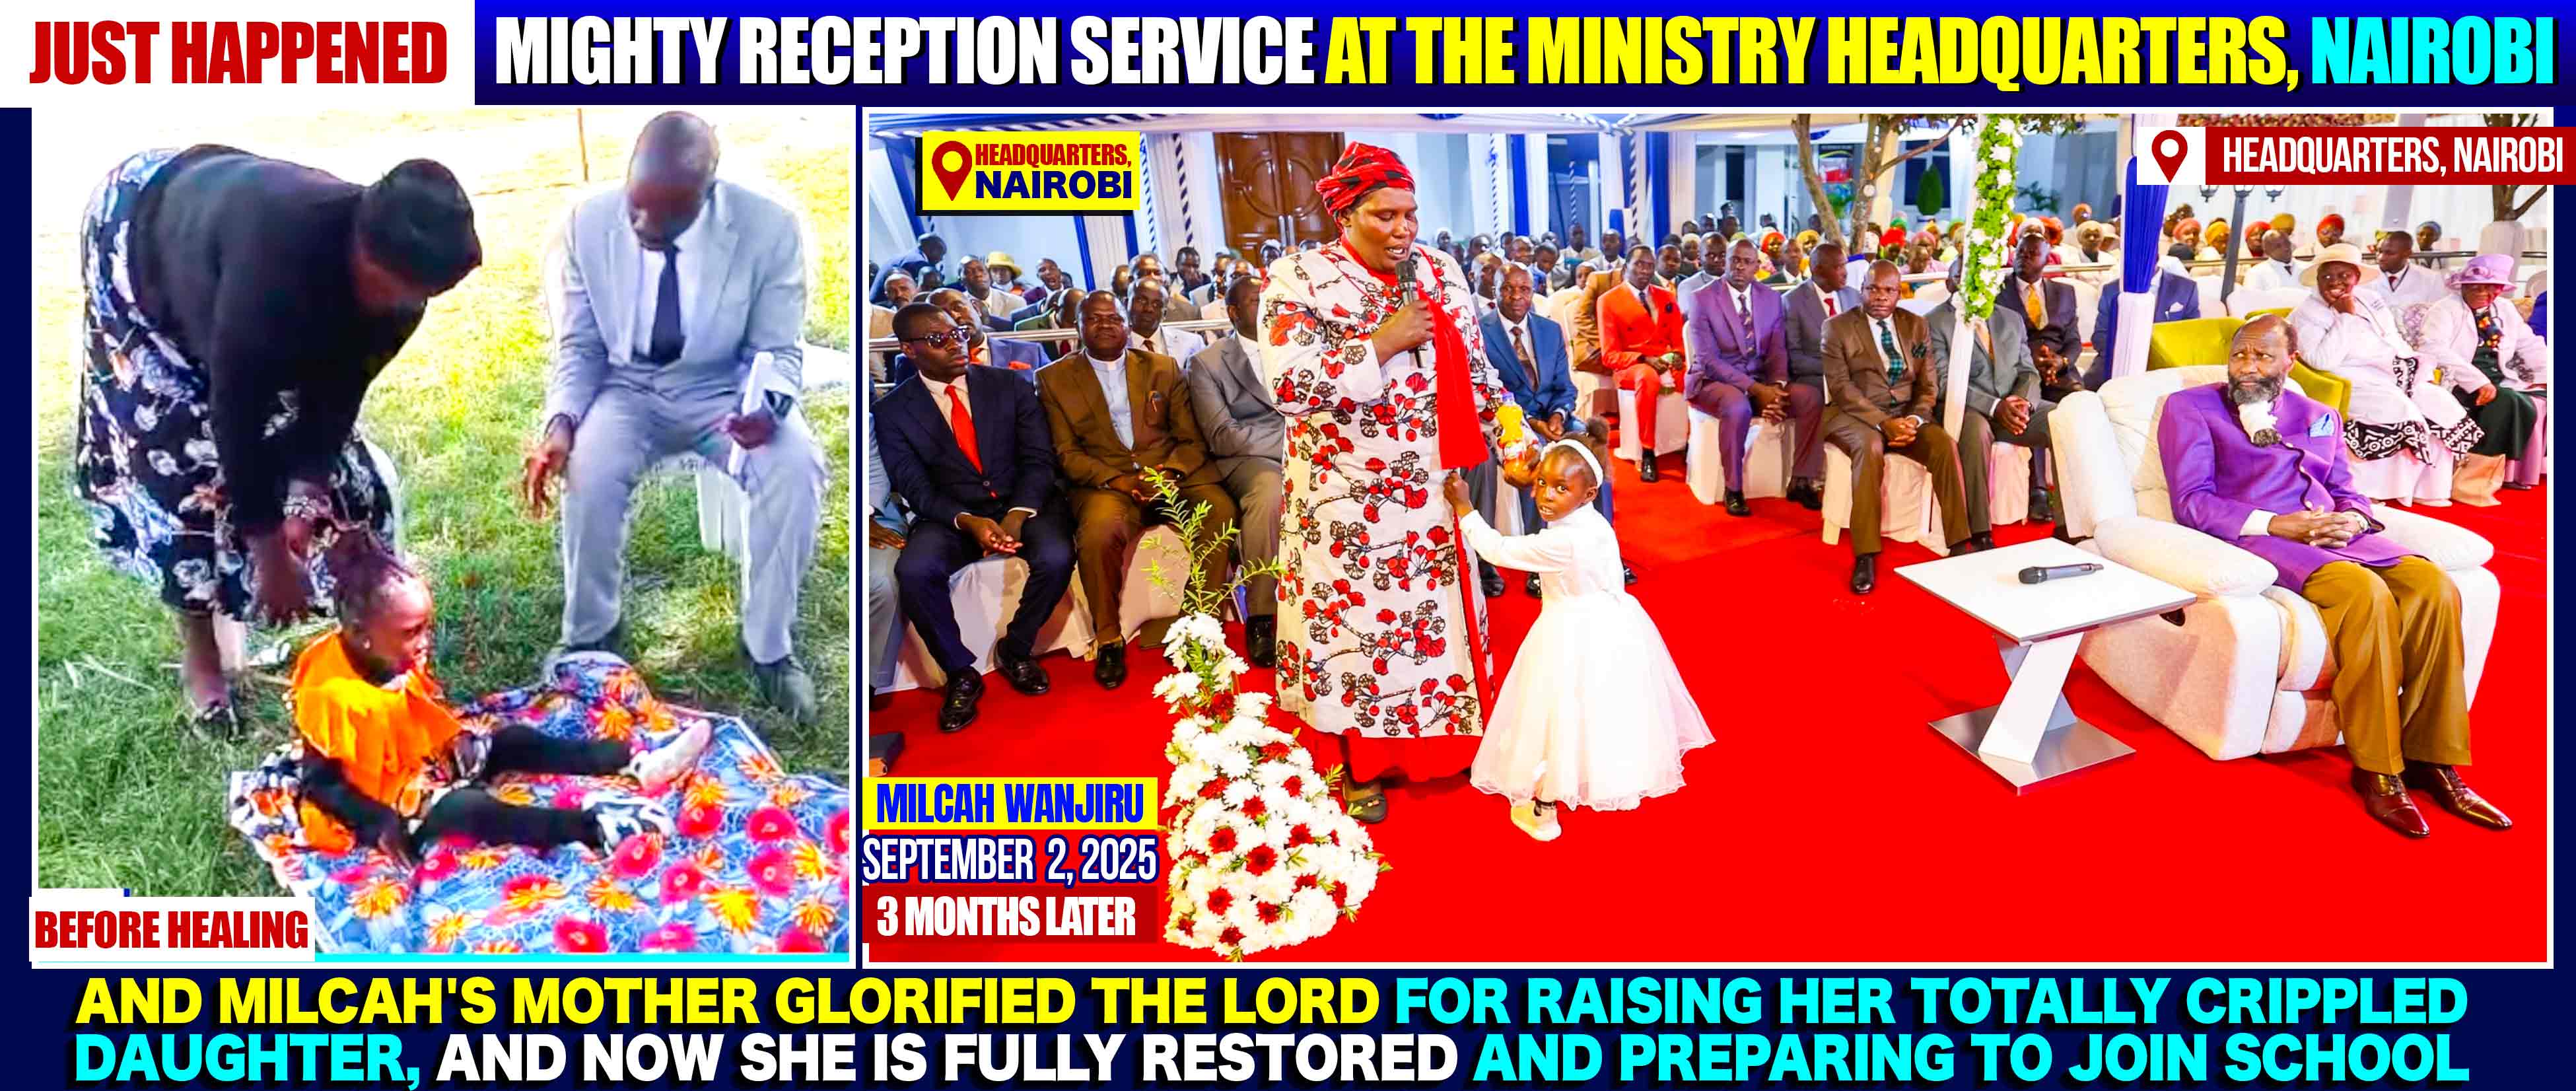 JUST HAPPENED
MIGHTY RECEPTION SERVICE AT THE MINISTRY HEADQUARTERS, NAIROBI
HEADQUARTERS,
NAIROBI
HEADQUARTERS, NAIROBI
MILCAH WANJIRU
SEPTEMBER 2, 2025
3 MONTHS LATER
BEFORE HEALING
AND MILCAH'S MOTHER GLORIFIED THE LORD FOR RAISING HER TOTALLY CRIPPLED
DAUGHTER, AND NOW SHE IS FULLY RESTORED AND PREPARING TO JOIN SCHOOL